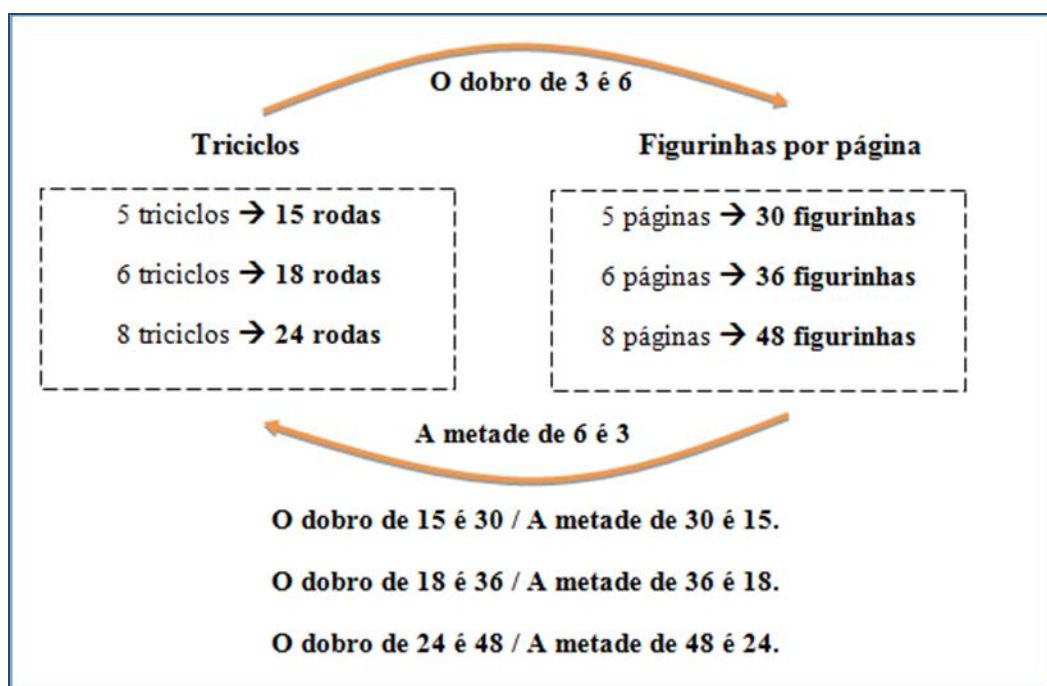 O dobro de 3 é 6
Triciclos
5 triciclos → 15 rodas
6 triciclos → 18 rodas
8 triciclos → 24 rodas
Figurinhas por página
5 páginas → 30 figurinhas
6 páginas → 36 figurinhas
8 páginas → 48 figurinhas
A metade de 6 é 3
O dobro de 15 é 30 / A metade de 30 é 15.
O dobro de 18 é 36 / A metade de 36 é 18.
O dobro de 24 é 48 / A metade de 48 é 24.